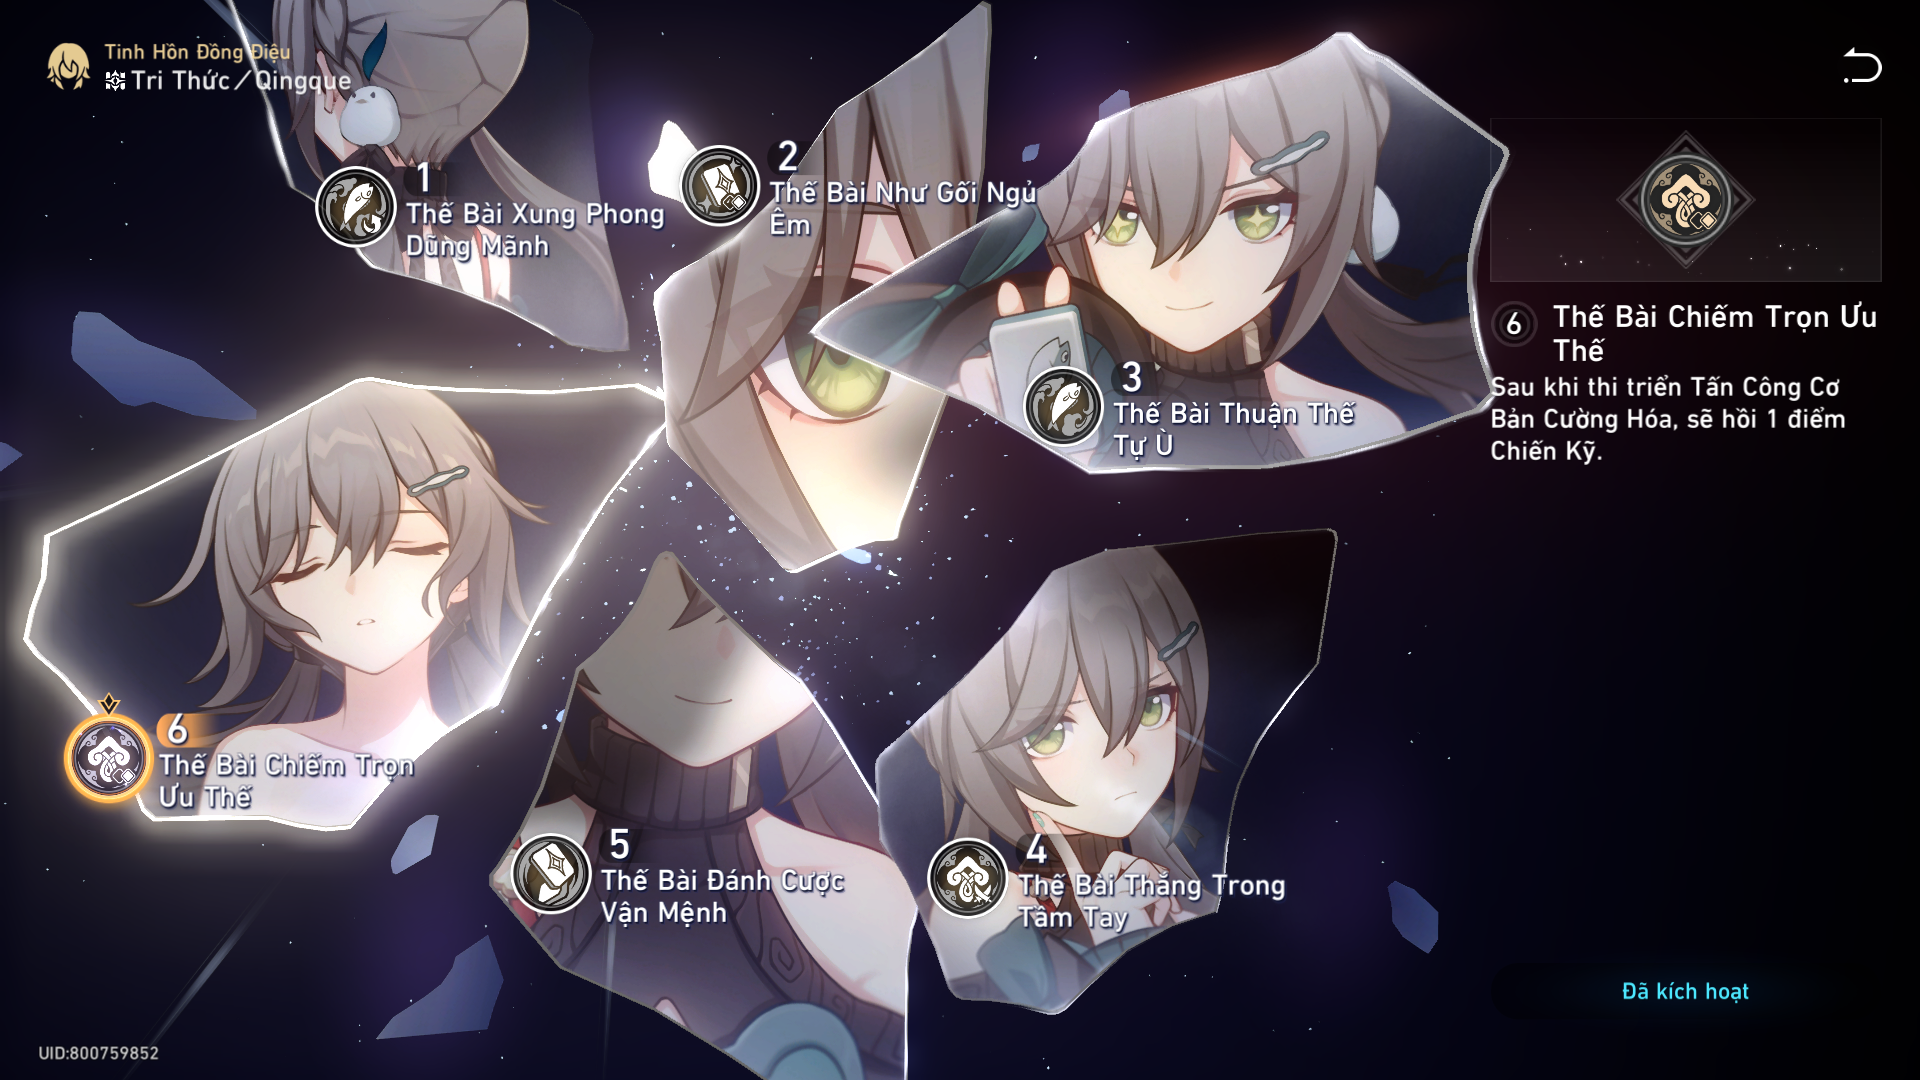 Tinh Hồn Đồng Điệu
Tri Thức/Qingque
1
Thế Bài Xung Phong
Dũng Mãnh
2
Thế Bài Như Gối Ngủ
Êm
3
Thế Bài Thuận Thế
Tự Ù
6
Thế Bài Chiếm Trọn
Ưu Thế
5
Thế Bài Đánh Cược
Vận Mệnh
4
Thế Bài Thắng Trong
Tầm Tay
6
Thế Bài Chiếm Trọn Ưu
Thế
Sau khi thi triển Tấn Công Cơ
Bản Cường Hóa, sẽ hồi 1 điểm
Chiến Kỹ.
Đã kích hoạt
UID:800759852